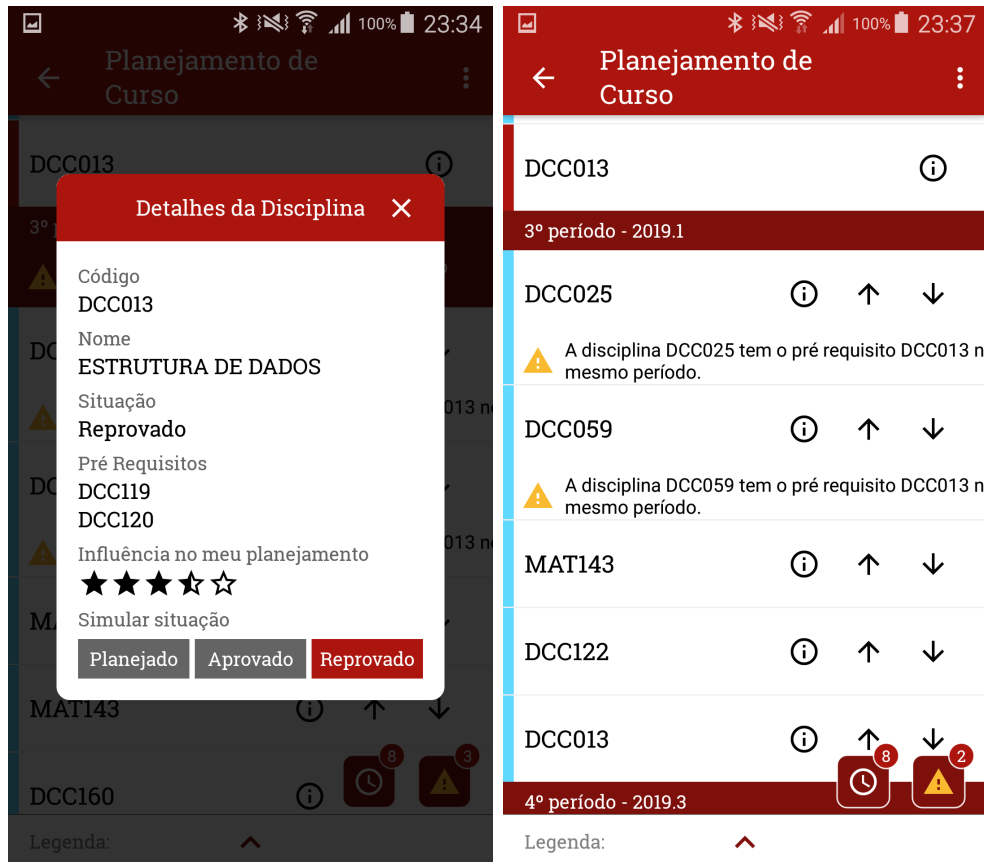 100% 23:34
Planejamento de
Curso
DCC013
3º
Detalhes da Disciplina
Código
DCC013
Nome
ESTRUTURA DE DADOS
Situação
Reprovado
Pré Requisitos
DCC119
DCC120
Influência no meu planejamento
Simular situação
Planejado Aprovado Reprovado
MAT143
8 3
DCC160
Legenda:
100% 23:37
Planejamento de
Curso
DCC013
3º período - 2019.1
DCC025
A disciplina DCC025 tem o pré requisito DCC013 n
mesmo período.
DCC059
A disciplina DCC059 tem o pré requisito DCC013 n
mesmo período.
MAT143
DCC122
DCC013
8 2
4º período - 2019.3
Legenda: